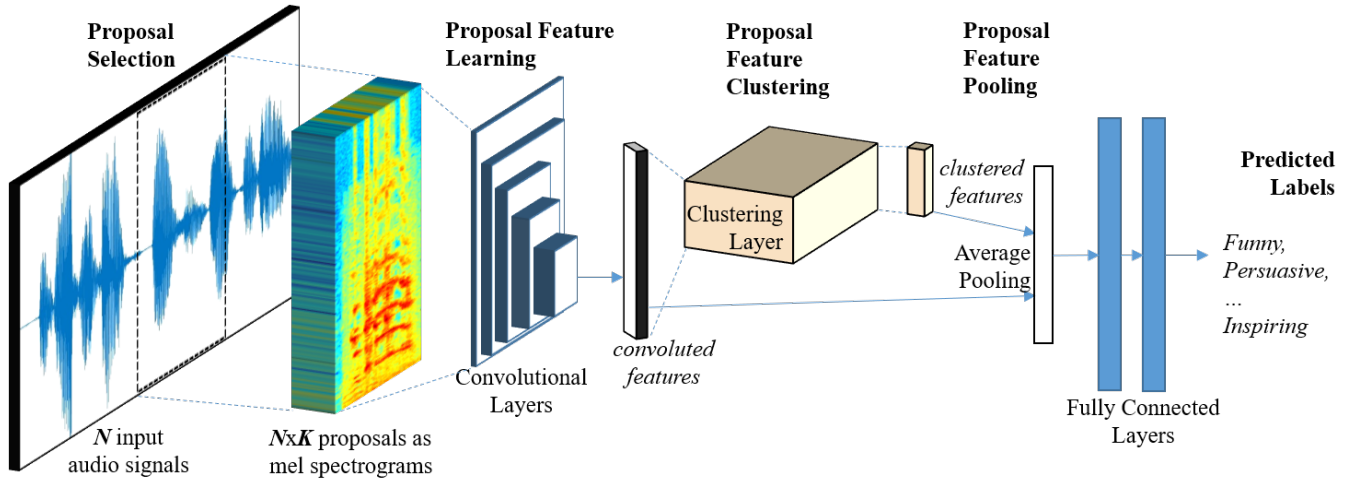 Proposal
Selection
Proposal Feature
Learning
Proposal
Feature
Clustering
Proposal
Feature
Pooling
Predicted
Labels
N input
audio signals
NxK proposals as
mel spectrograms
Convolutional
Layers
convoluted
features
Clustering
Layer
clustered
features
Average
Pooling
Fully Connected
Layers
Funny,
Persuasive,
...
Inspiring